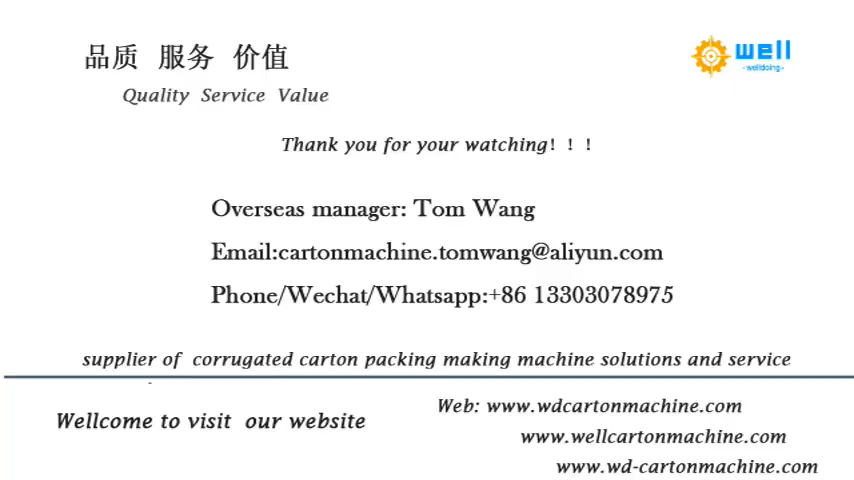 品质 服务 价值
well
-welldoing-
Quality Service Value
Thank you for your watching！！！
Overseas manager: Tom Wang
Email:cartonmachine.tomwang@aliyun.com
Phone/Wechat/Whatsapp:+86 13303078975
supplier of corrugated carton packing making machine solutions and service
Wellcome to visit our website
Web: www.wdcartonmachine.com
www.wellcartonmachine.com
www.wd-cartonmachine.com